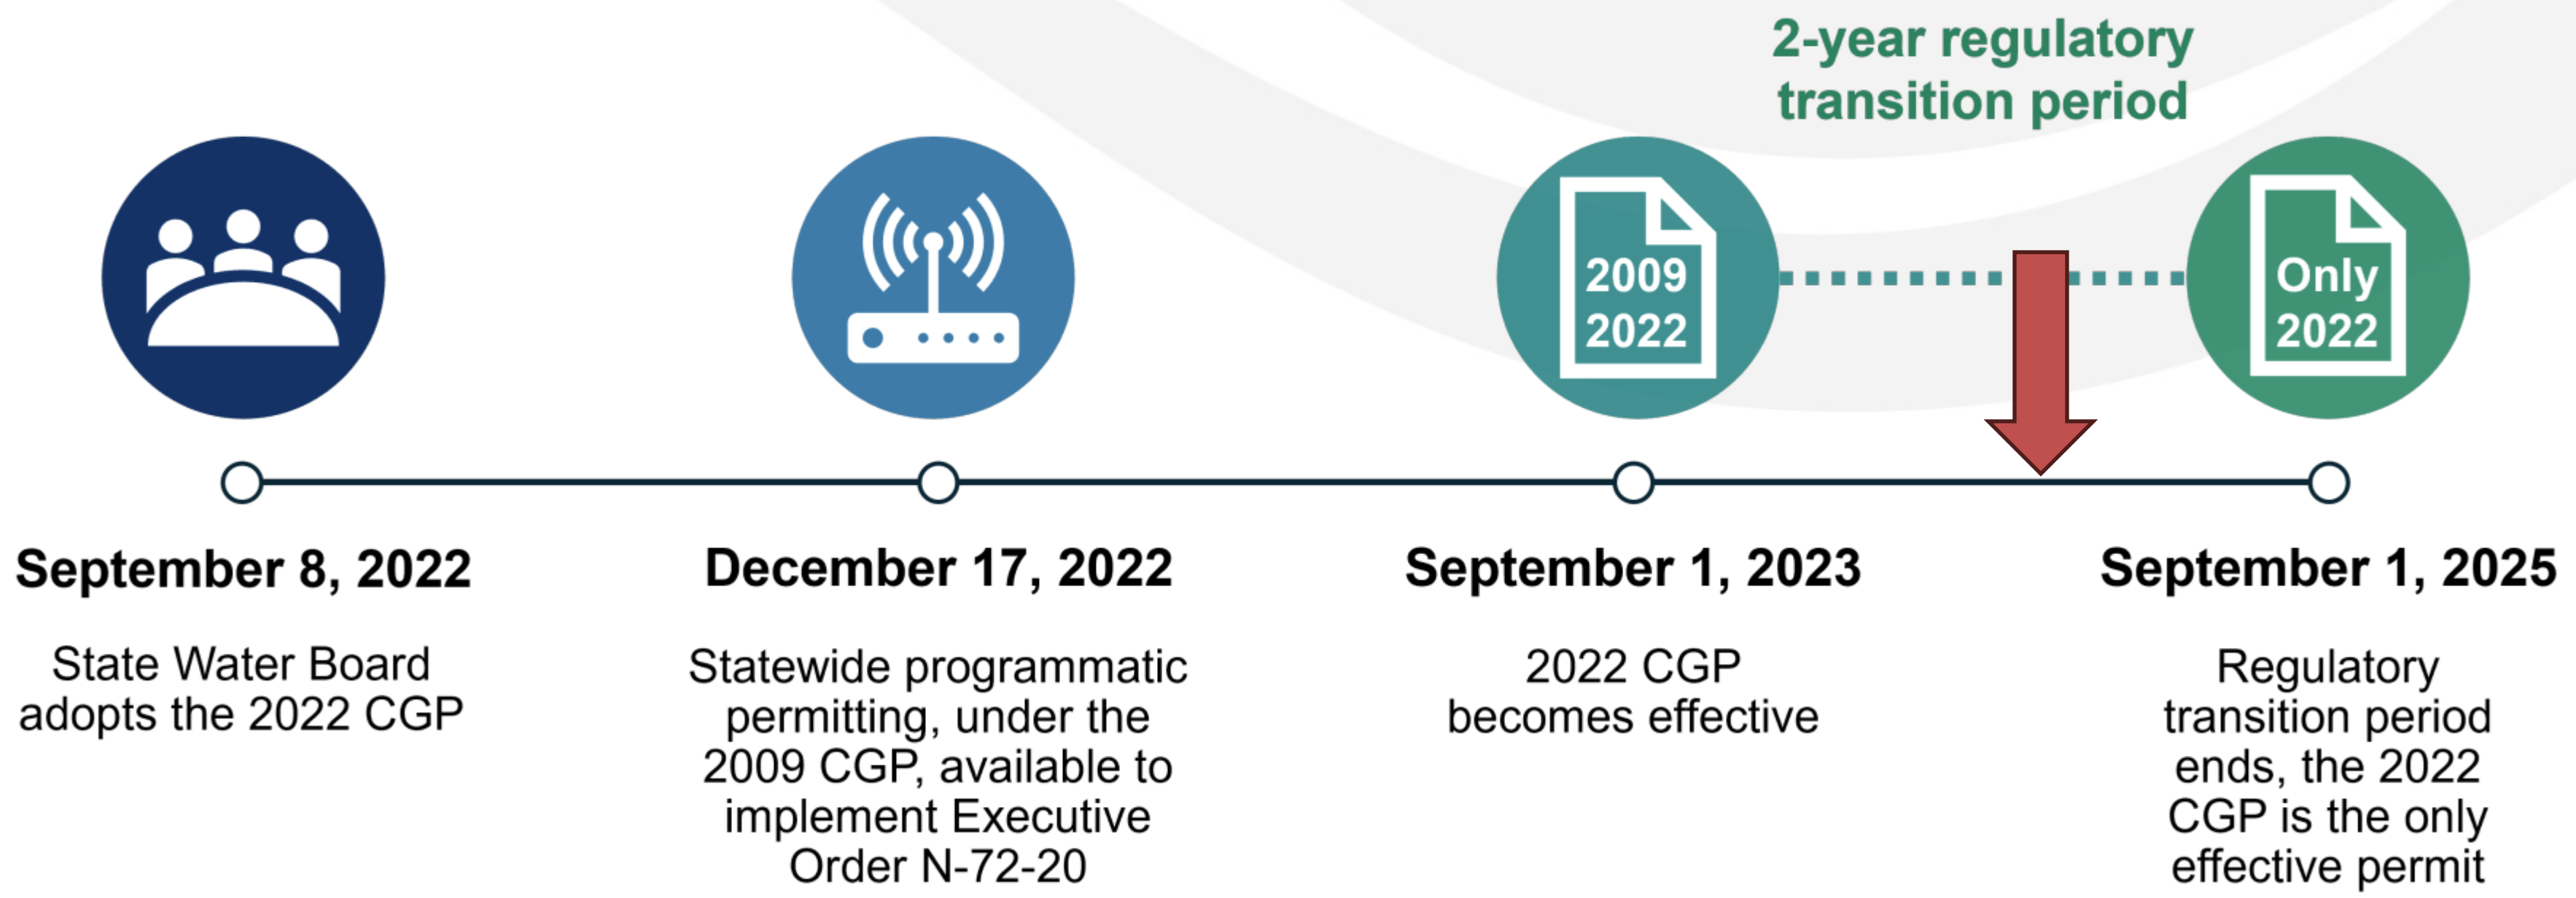 2-year regulatory
transition period
2009
2022
Only
2022
September 8, 2022
State Water Board
adopts the 2022 CGP
December 17, 2022
Statewide programmatic
permitting, under the
2009 CGP, available to
implement Executive
Order N-72-20
September 1, 2023
2022 CGP
becomes effective
September 1, 2025
Regulatory
transition period
ends, the 2022
CGP is the only
effective permit